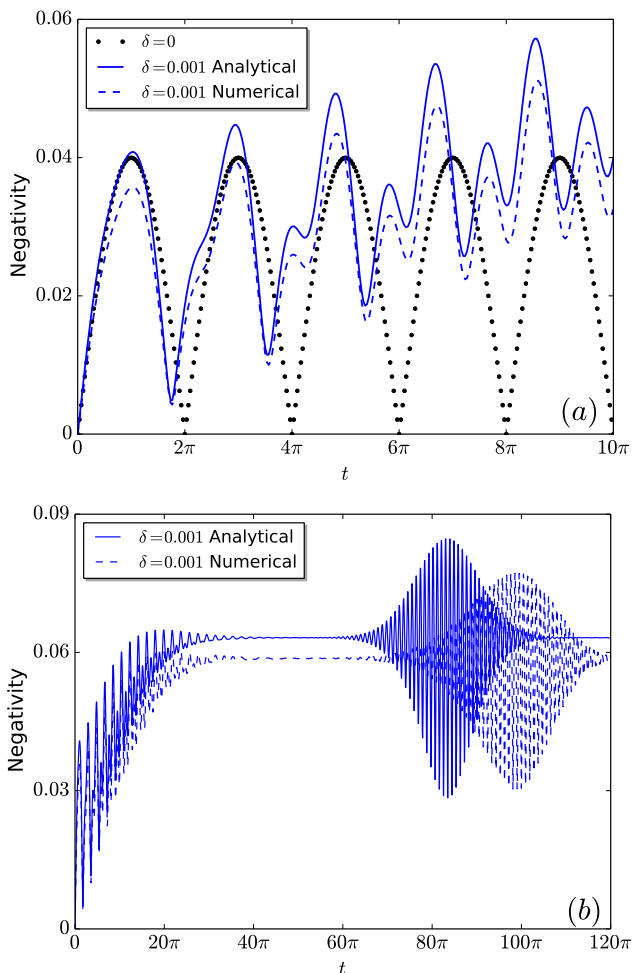 0.06
δ=0
δ=0.001 Analytical
δ=0.001 Numerical
0.04
Negativity
0.02
(a)
0
0 2π 4π 6π 8π 10π
t
0.09
δ=0.001 Analytical
δ=0.001 Numerical
0.06
Negativity
0.03
(b)
0
0 20π 40π 60π 80π 100π 120π
t